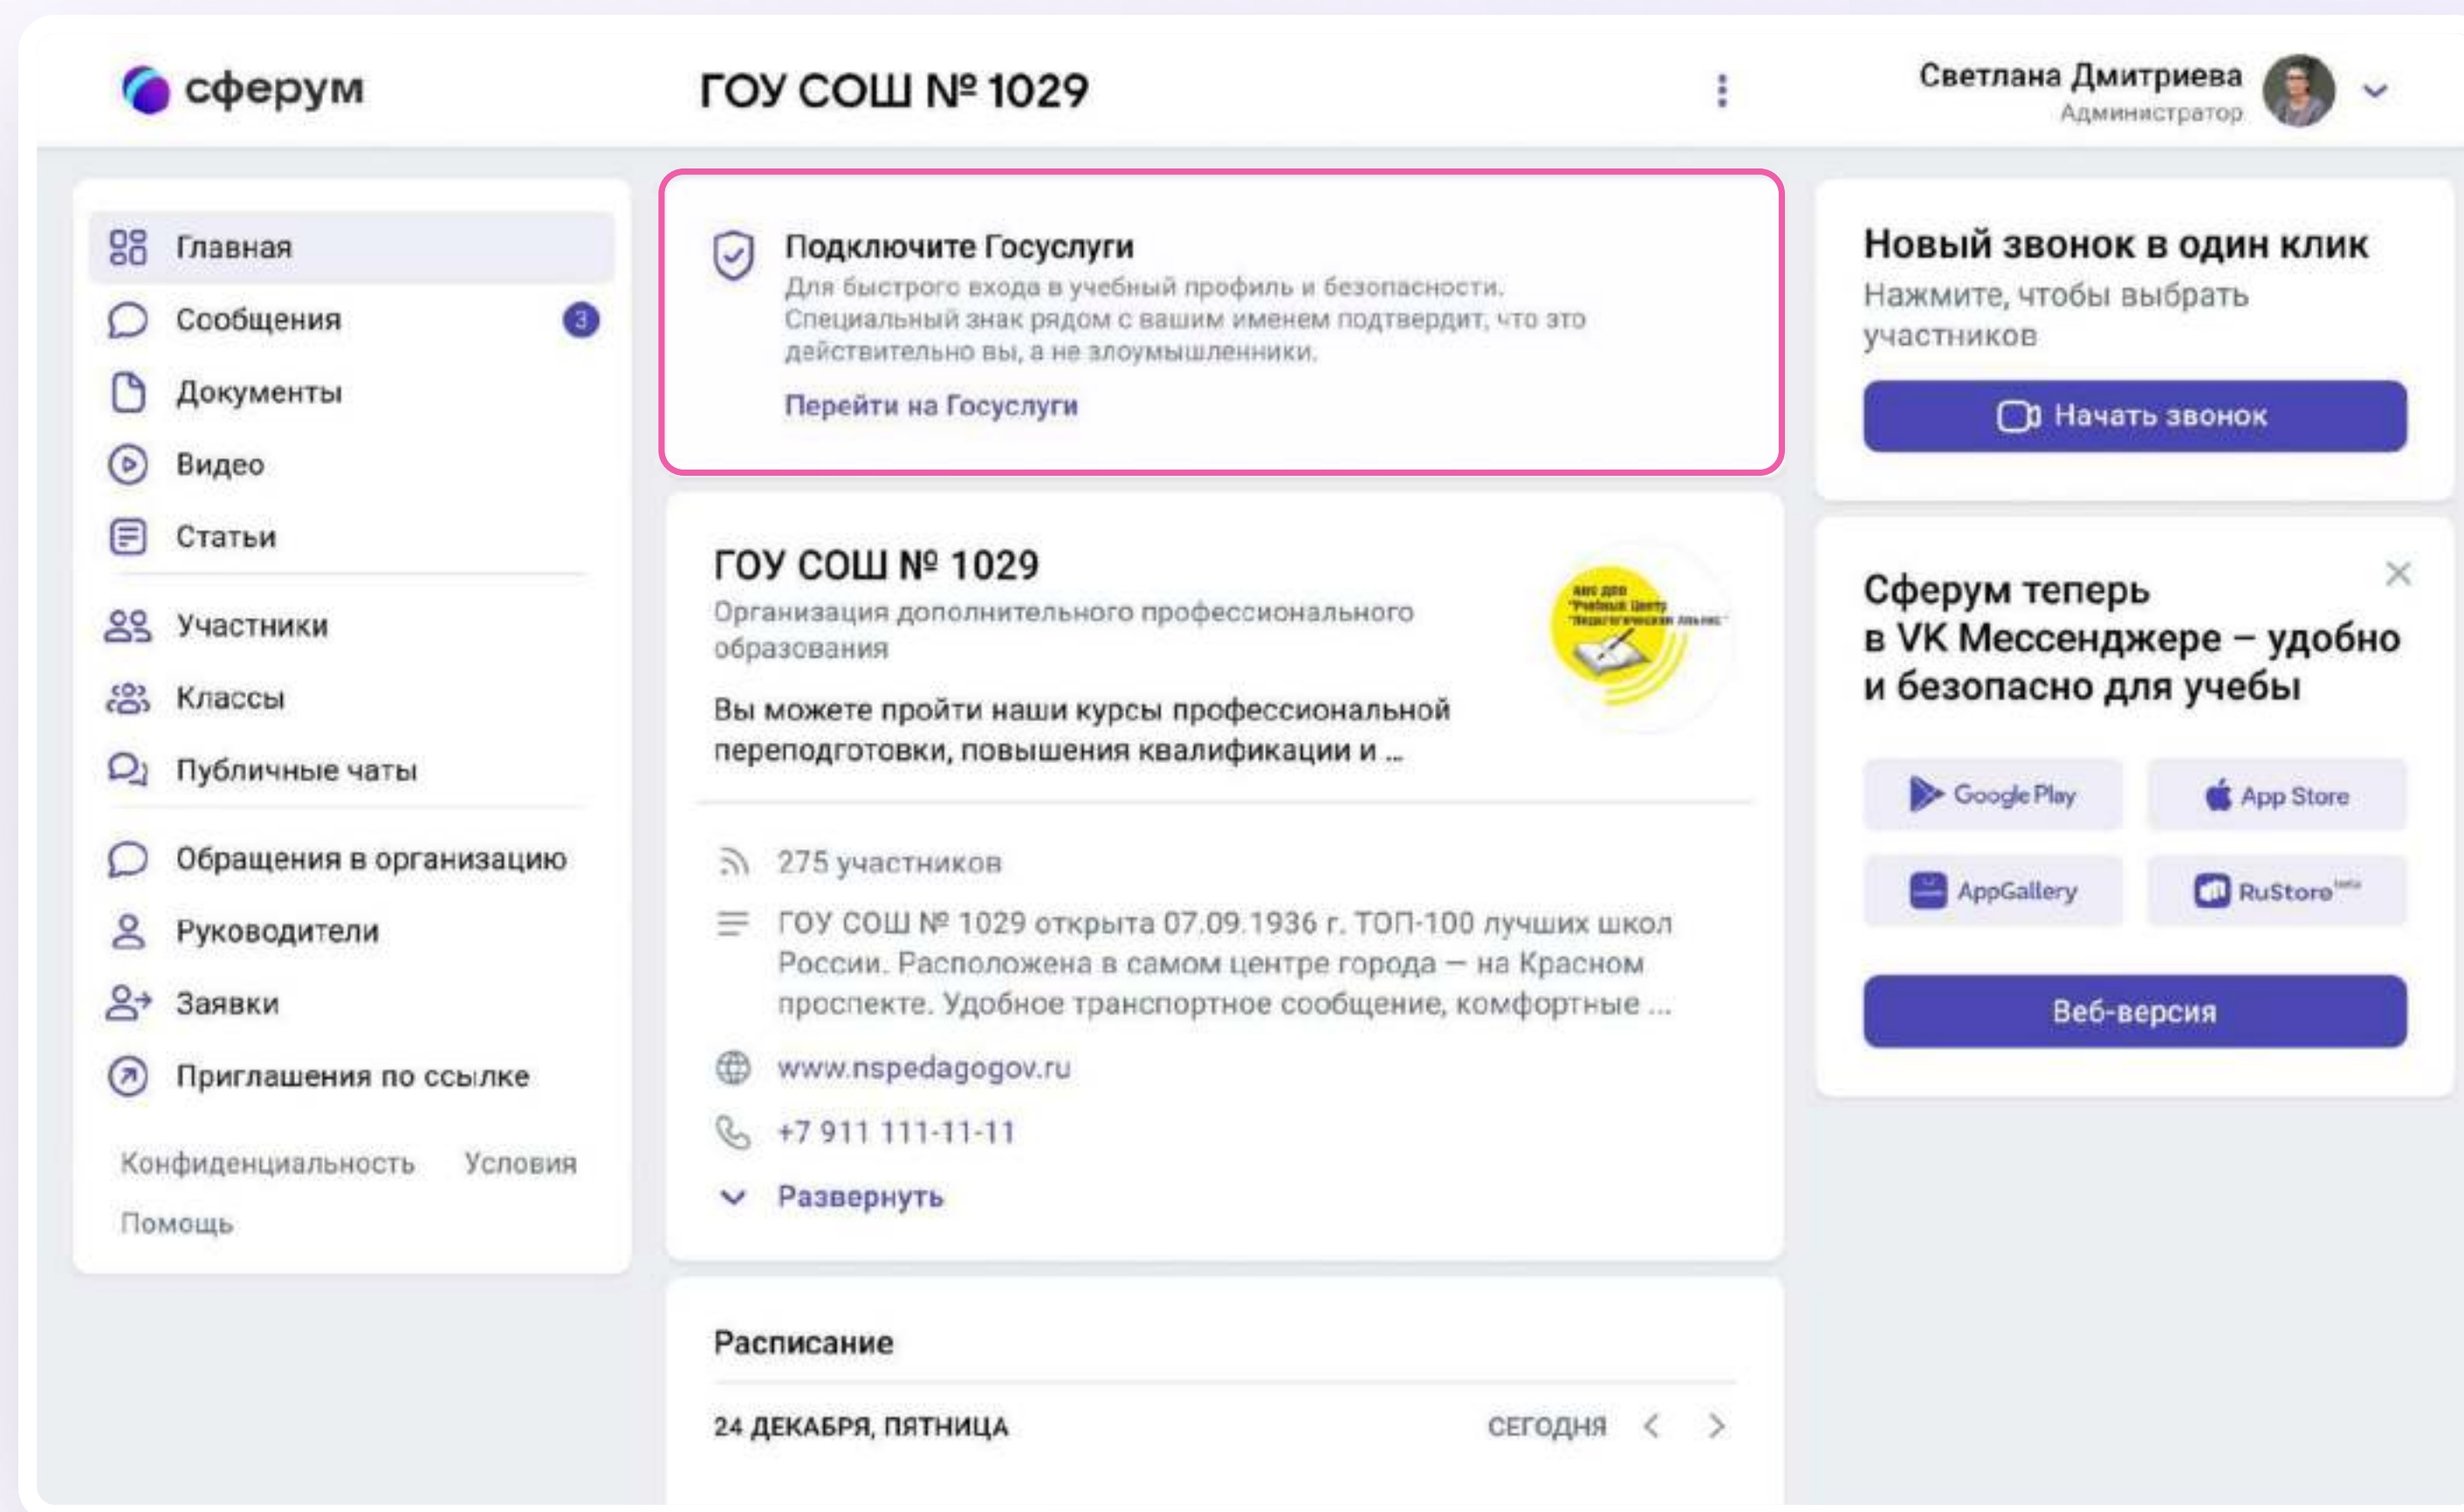 сферум
ГОУ СОШ № 1029
Светлана Дмитриева
Администратор
Главная
Сообщения
3
Документы
Видео
Статьи
Участники
Классы
Публичные чаты
Обращения в организацию
Руководители
Заявки
Приглашения по ссылке
Конфиденциальность Условия
Помощь
Подключите Госуслуги
Для быстрого входа в учебный профиль и безопасности.
Специальный знак рядом с вашим именем подтвердит, что это
действительно вы, а не злоумышленники.
Перейти на Госуслуги
ГОУ СОШ № 1029
Организация дополнительного профессионального
образования
Вы можете пройти наши курсы профессиональной
переподготовки, повышения квалификации и ...
АНО ДПО
"Учебный Центр
275 участников
ГОУ СОШ № 1029 открыта 07.09.1936 г. ТОП-100 лучших школ
России. Расположена в самом центре города — на Красном
проспекте. Удобное транспортное сообщение, комфортные ...
www.nspedagogov.ru
+7 911 111-11-11
Развернуть
Расписание
24 ДЕКАБРЯ, ПЯТНИЦА
СЕГОДНЯ
Новый звонок в один клик
Нажмите, чтобы выбрать
участников
Начать звонок
Сферум теперь
в VK Мессенджере – удобно
и безопасно для учебы
Google Play
App Store
AppGallery
RuStore beta
Веб-версия